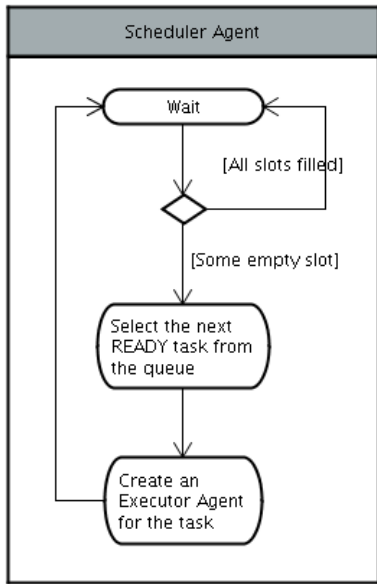 Scheduler Agent
Wait
[All slots filled]
[Some empty slot]
Select the next
READY task from
the queue
Create an
Executor Agent
for the task